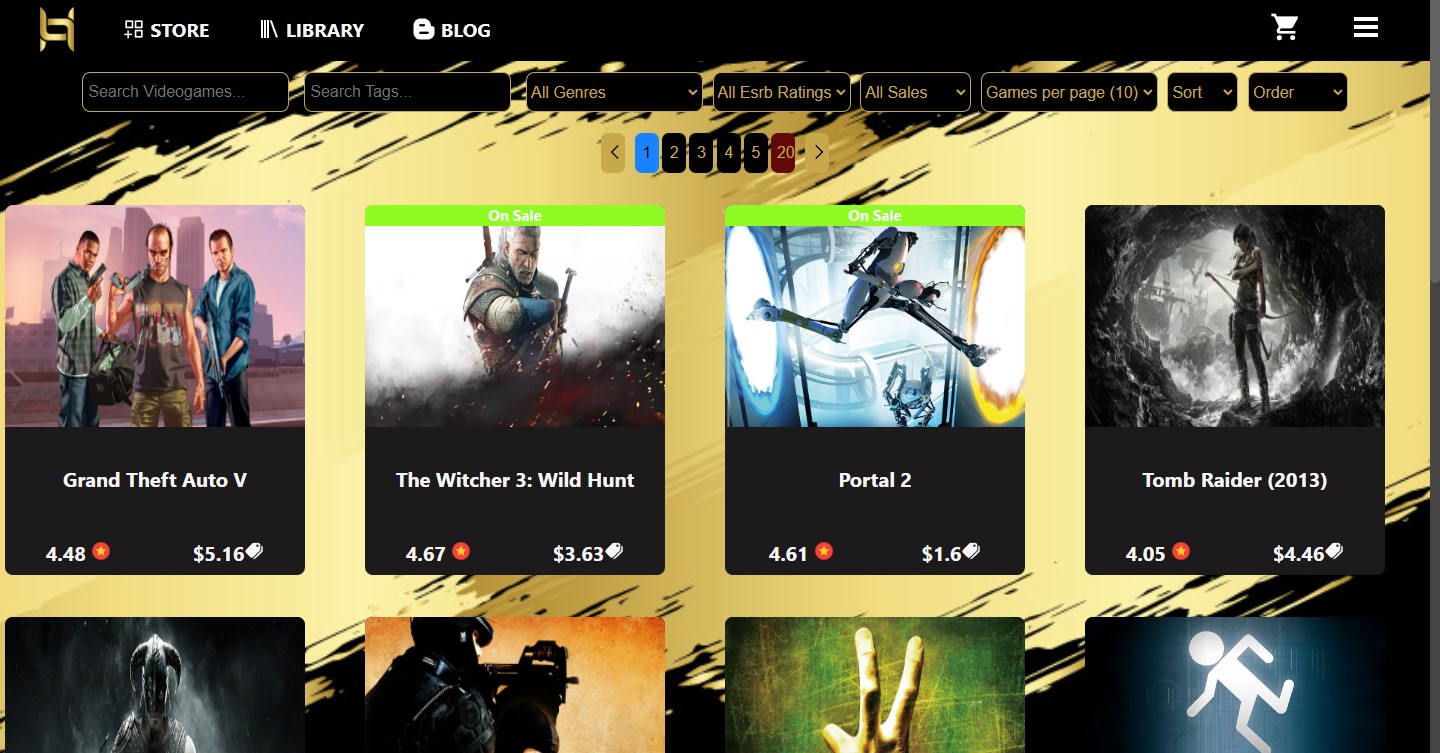 STORE LIBRARY BLOG
Search Videogames... Search Tags... All Genres All Esrb Ratings All Sales Games per page (10) Sort Order
1 2 3 4 5 20
On Sale On Sale
Grand Theft Auto V The Witcher 3: Wild Hunt Portal 2 Tomb Raider (2013)
4.48 $5.16 4.67 $3.63 4.61 $1.6 4.05 $4.46